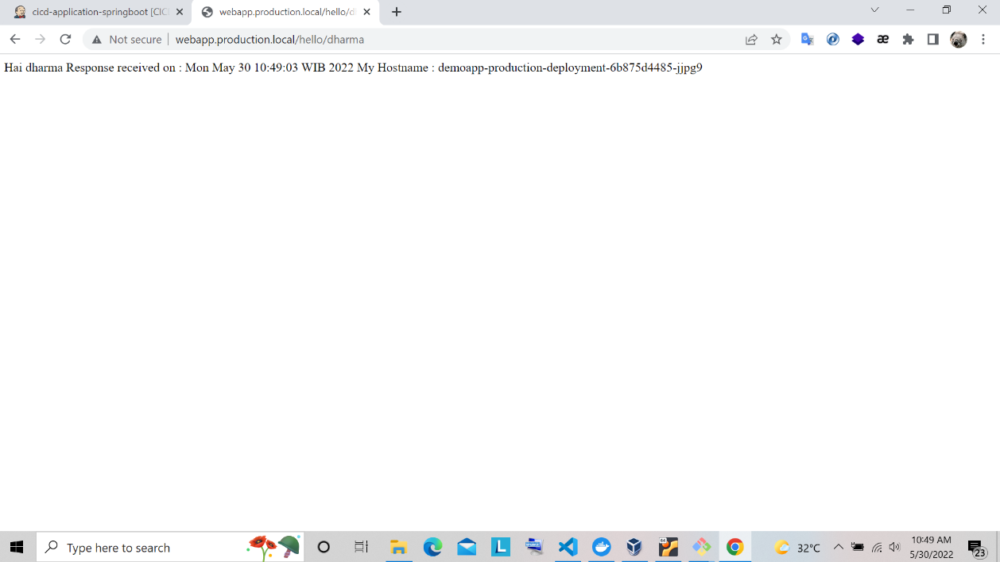 cicd-application-springboot [CIC
webapp.production.local/hello/d
Not secure
webapp.production.local/hello/dharma
æ
Hai dharma Response received on : Mon May 30 10:49:03 WIB 2022 My Hostname : demoapp-production-deployment-6b875d4485-jjpg9
Type here to search
L
64
32°C
10:49 AM
5/30/2022
23